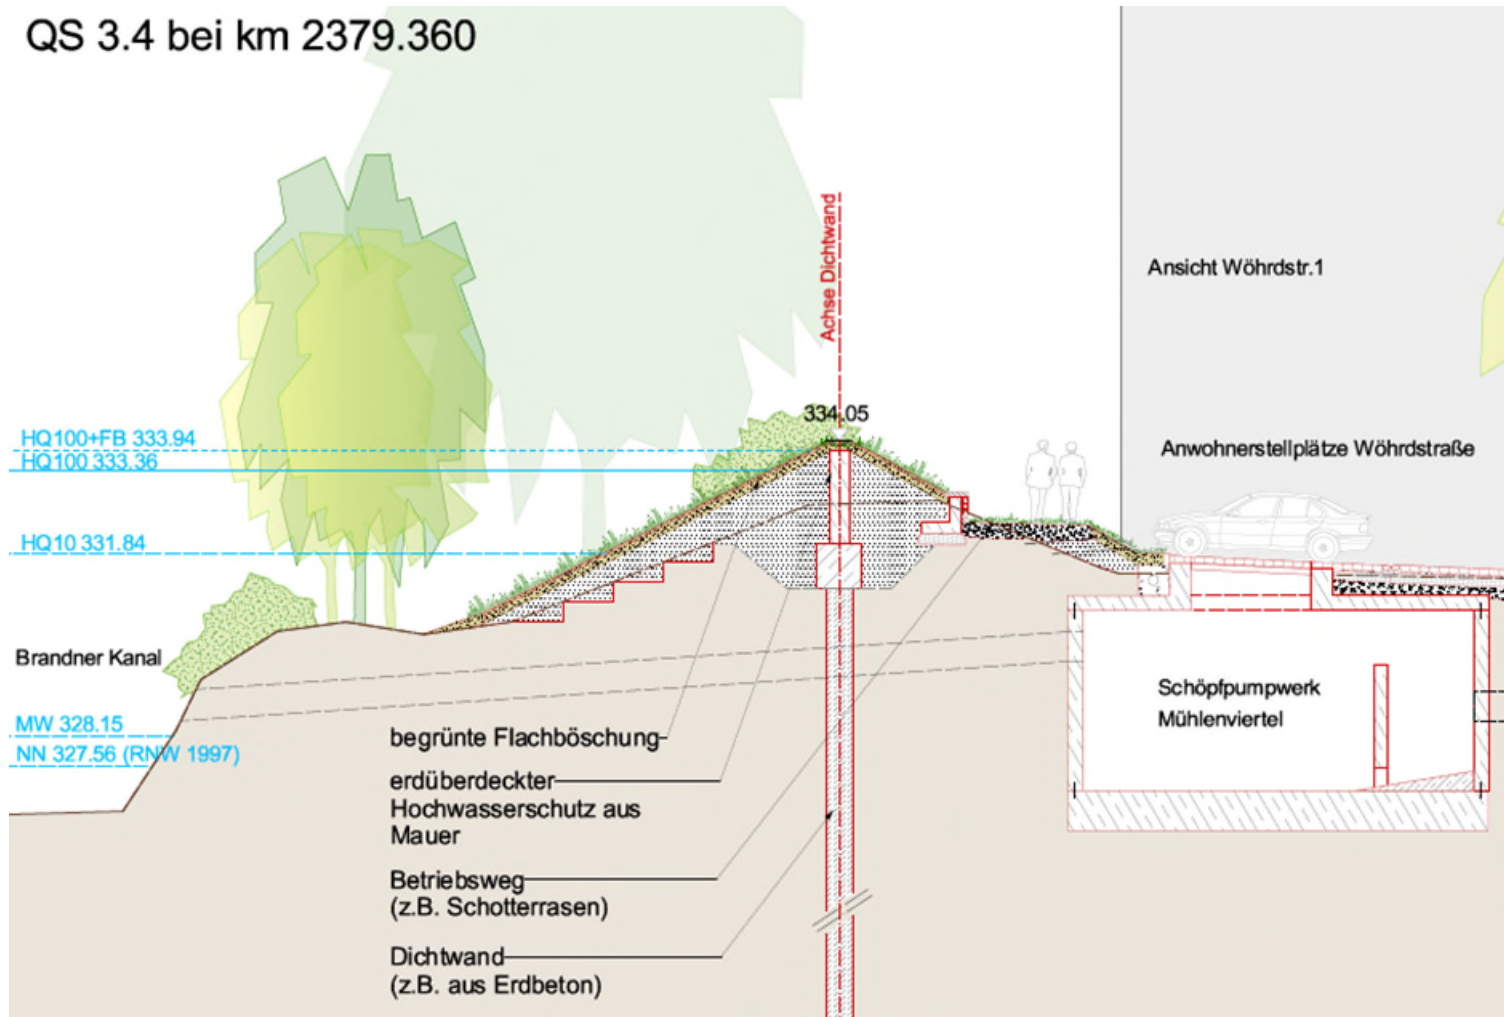 QS 3.4 bei km 2379.360
Achse Dichtwand
Ansicht Wöhrdstr.1
334.05
HQ100+FB 333.94
HQ100 333.36
Anwohnerstellplätze Wöhrdstraße
HQ10 331.84
Brandner Kanal
Schöpfpumpwerk
Mühlenviertel
MW 328.15
NN 327.56 (RNW 1997)
begrünte Flachböschung
erdüberdeckter
Hochwasserschutz aus
Mauer
Betriebsweg
(z.B. Schotterrasen)
Dichtwand
(z.B. aus Erdbeton)